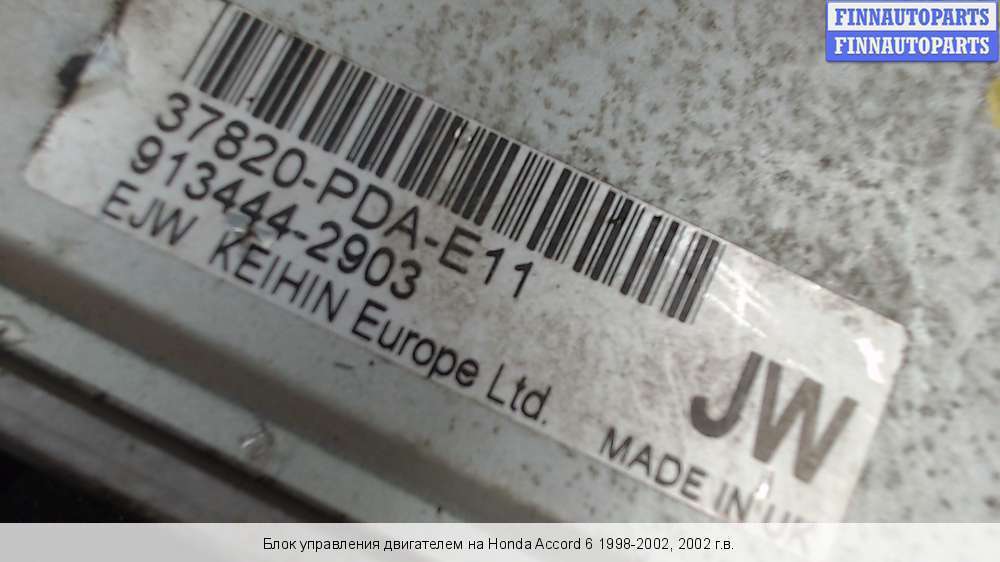 FINNAUTOPARTS
FINNAUTOPARTS
37820-PDA-E11
913444-2903
EJW KEIHIN Europe Ltd.
JW
MADE IN UK
Блок управления двигателем на Honda Accord 6 1998-2002, 2002 г.в.